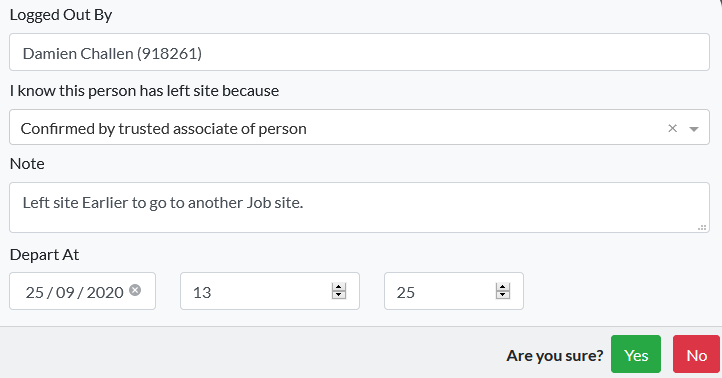 Logged Out By
Damien Challen (918261)
I know this person has left site because
Confirmed by trusted associate of person
Note
Left site Earlier to go to another Job site.
Depart At
25 / 09 / 2020 13 25
Are you sure? Yes No